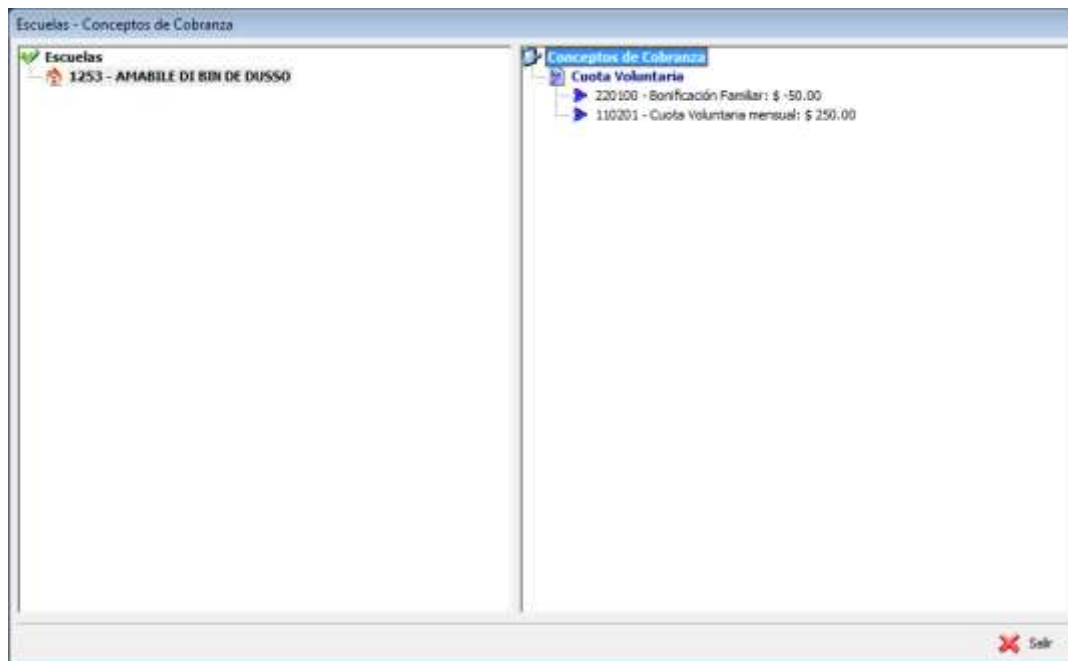 Escuelas - Conceptos de Cobranza
Escuelas
1253 - AMABILE DI BIN DE DUSSO
Conceptos de Cobranza
Cuota Voluntaria
220100 - Bonificación Familiar: $ -50.00
110201 - Cuota Voluntaria mensual: $ 250.00
Salir